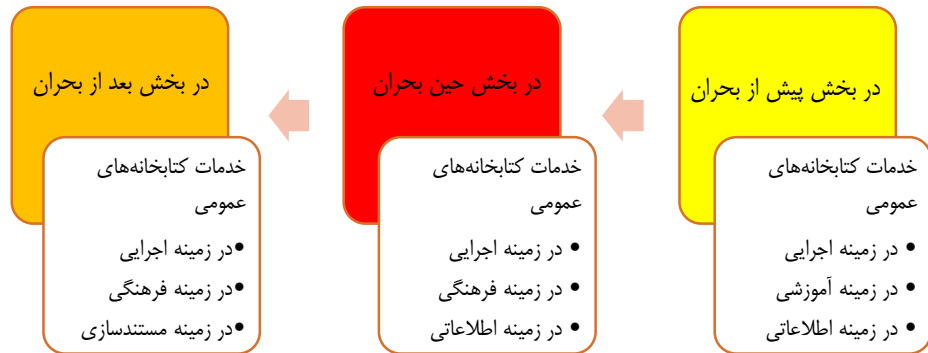 در بخش پیش از بحران
خدمات کتابخانه‌های
عمومی
• در زمینه اجرایی
• در زمینه آموزشی
• در زمینه اطلاعاتی
در بخش حین بحران
خدمات کتابخانه‌های
عمومی
• در زمینه اجرایی
• در زمینه فرهنگی
• در زمینه اطلاعاتی
در بخش بعد از بحران
خدمات کتابخانه‌های
عمومی
•در زمینه اجرایی
•در زمینه فرهنگی
•در زمینه مستندسازی